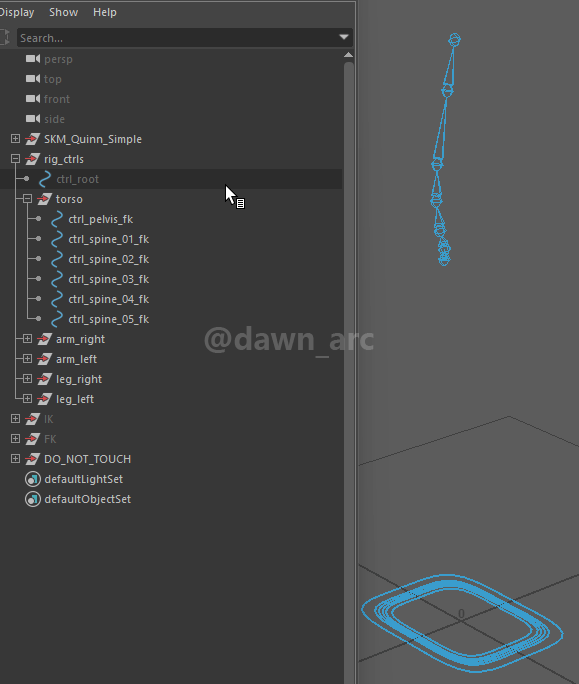 Display Show Help
Search...
persp
top
front
side
SKM_Quinn_Simple
rig_ctrls
ctrl_root
torso
ctrl_pelvis_fk
ctrl_spine_01_fk
ctrl_spine_02_fk
ctrl_spine_03_fk
ctrl_spine_04_fk
ctrl_spine_05_fk
@dawn_arc
arm_right
arm_left
leg_right
leg_left
IK
FK
DO_NOT_TOUCH
defaultLightSet
defaultObjectSet
0